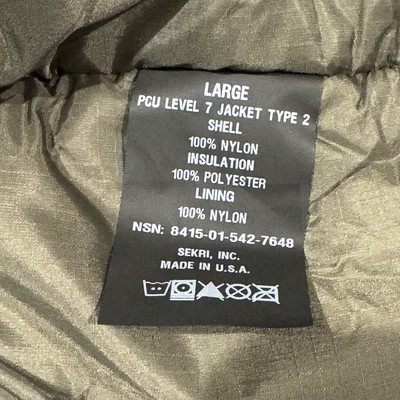 LARGE
PCU LEVEL 7 JACKET TYPE 2
SHELL
100% NYLON
INSULATION
100% POLYESTER
LINING
100% NYLON
NSN: 8415-01-542-7648
SEKRI, INC.
MADE IN U.S.A.